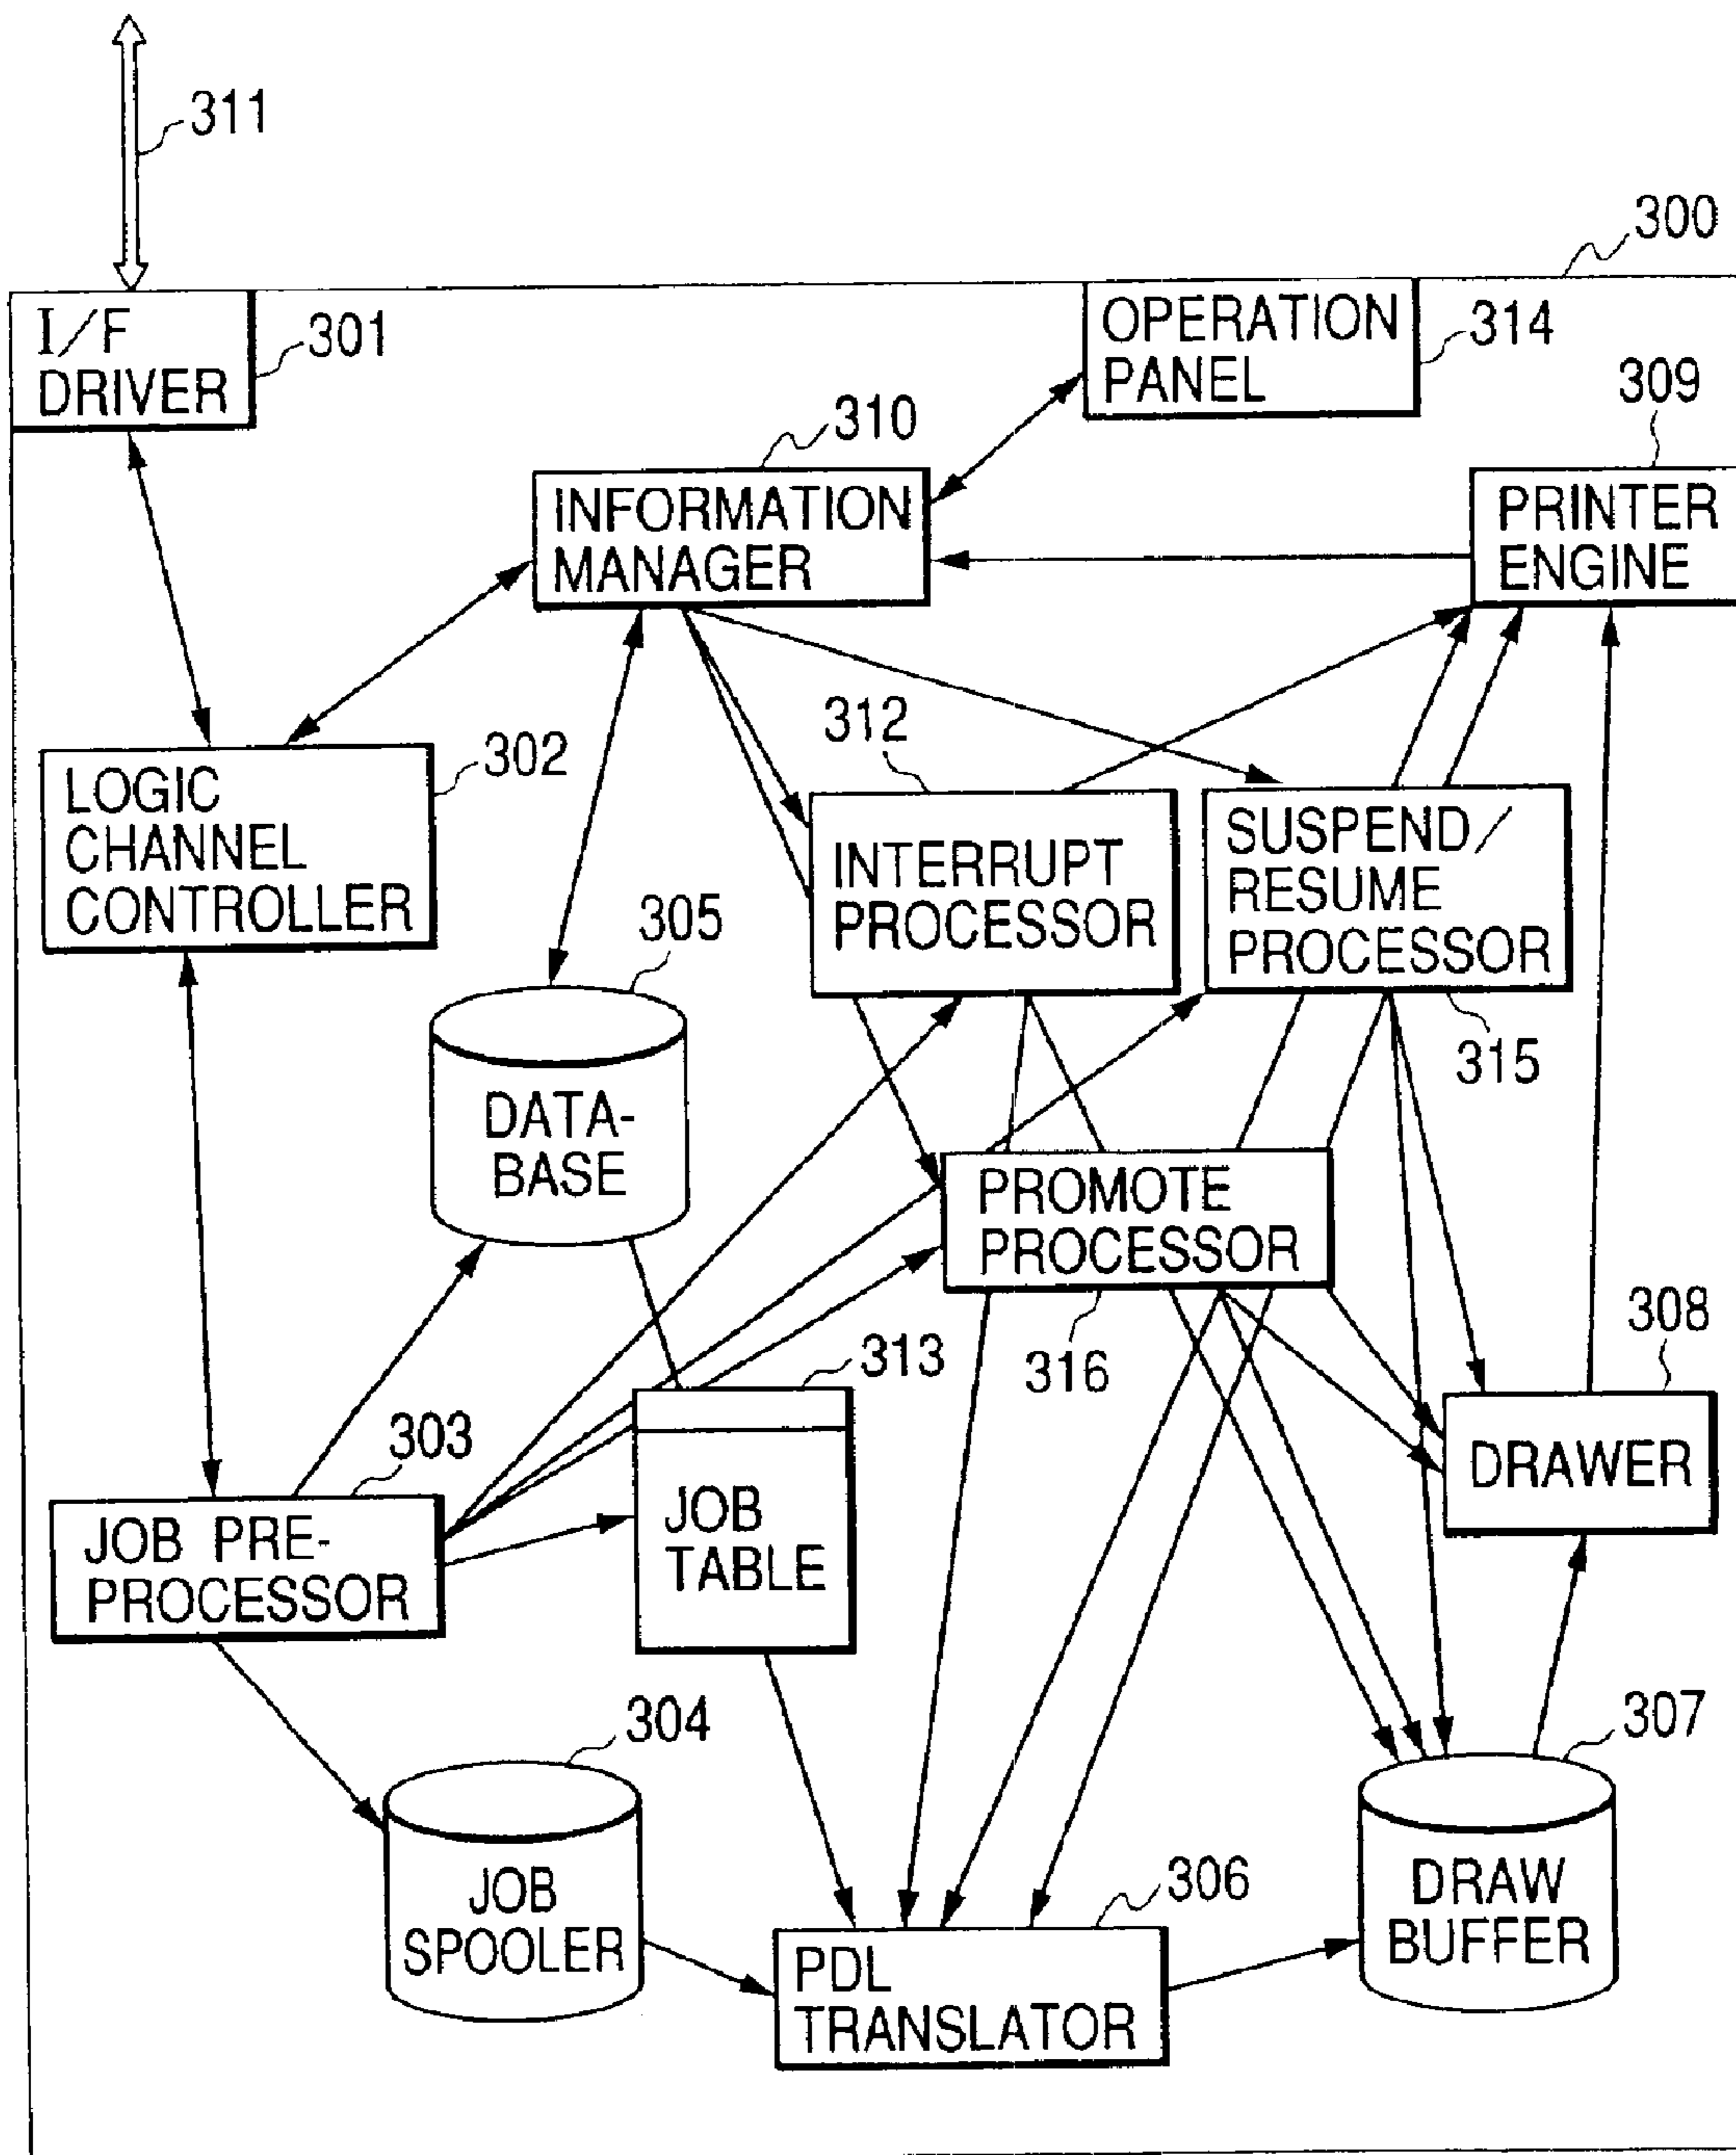 311
300
I/F
DRIVER
301
OPERATION
PANEL
314
309
310
INFORMATION
MANAGER
PRINTER
ENGINE
312
302
LOGIC
CHANNEL
CONTROLLER
INTERRUPT
PROCESSOR
SUSPEND/
RESUME
PROCESSOR
305
315
DATA-
BASE
PROMOTE
PROCESSOR
308
313
316
303
DRAWER
JOB PRE-
PROCESSOR
JOB
TABLE
304
307
306
JOB
SPOOLER
DRAW
BUFFER
PDL
TRANSLATOR